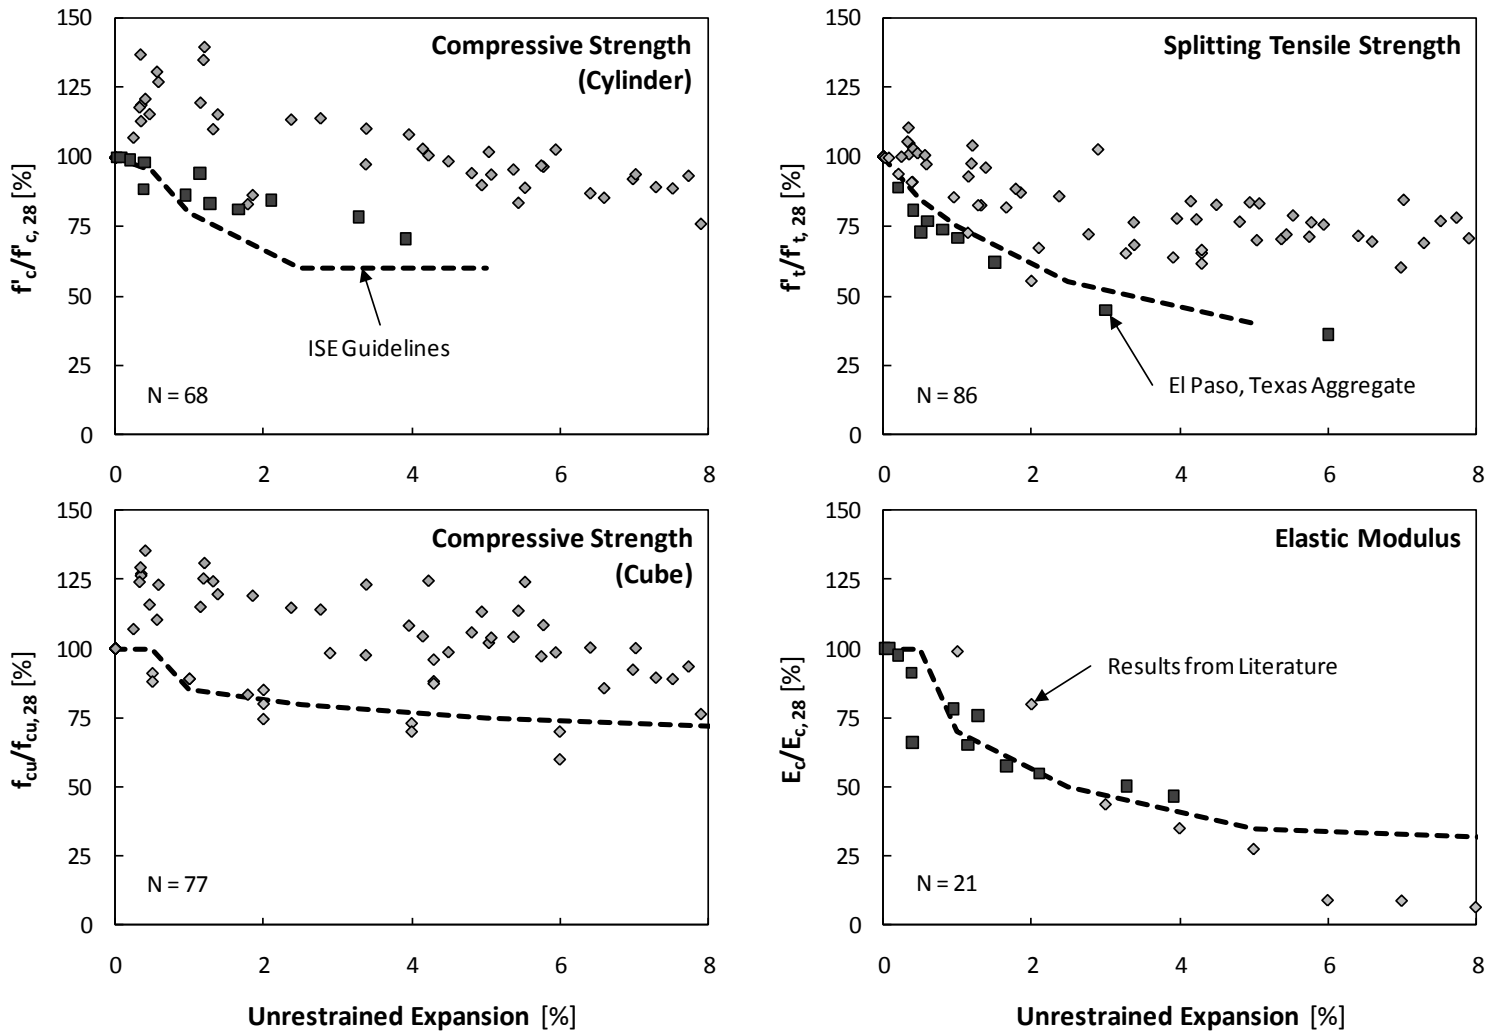 Compressive Strength
(Cylinder)
f'c/f'c, 28 [%]
150
125
100
75
50
25
0
ISE Guidelines
N = 68
0 2 4 6 8
Splitting Tensile Strength
f't/f't, 28 [%]
150
125
100
75
50
25
0
El Paso, Texas Aggregate
N = 86
0 2 4 6 8
Compressive Strength
(Cube)
fcu/fcu, 28 [%]
150
125
100
75
50
25
0
N = 77
0 2 4 6 8
Unrestrained Expansion [%]
Elastic Modulus
Ec/Ec, 28 [%]
150
125
100
75
50
25
0
Results from Literature
N = 21
0 2 4 6 8
Unrestrained Expansion [%]